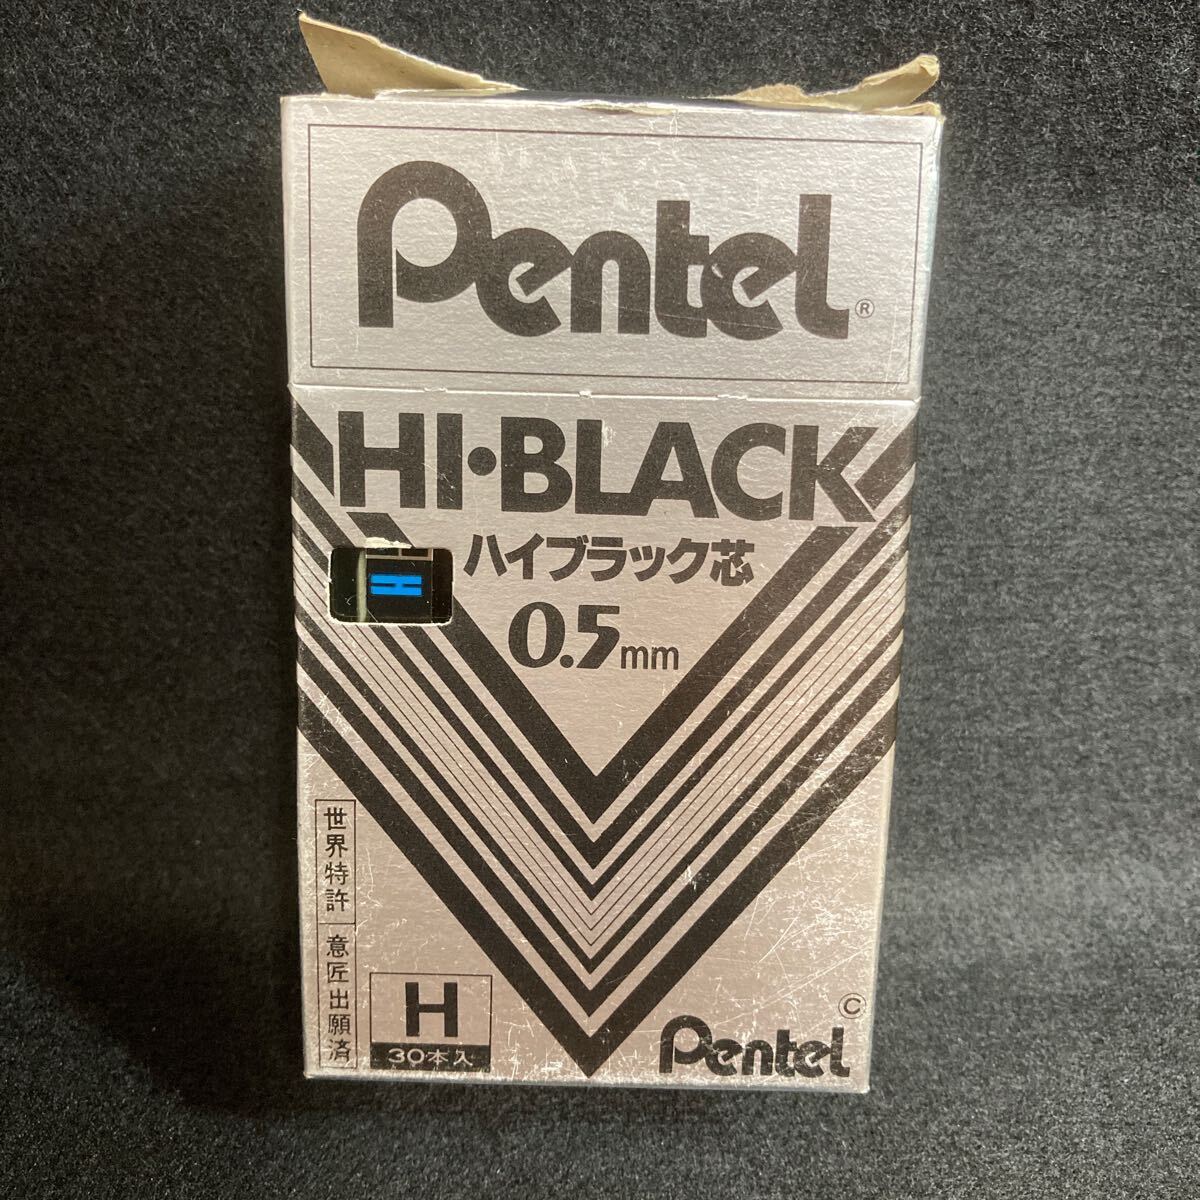 Pentel®
HI·BLACK
ハイブラック芯
H
0.5mm
世界特許 意匠出願済
H
30本入
©
Pentel